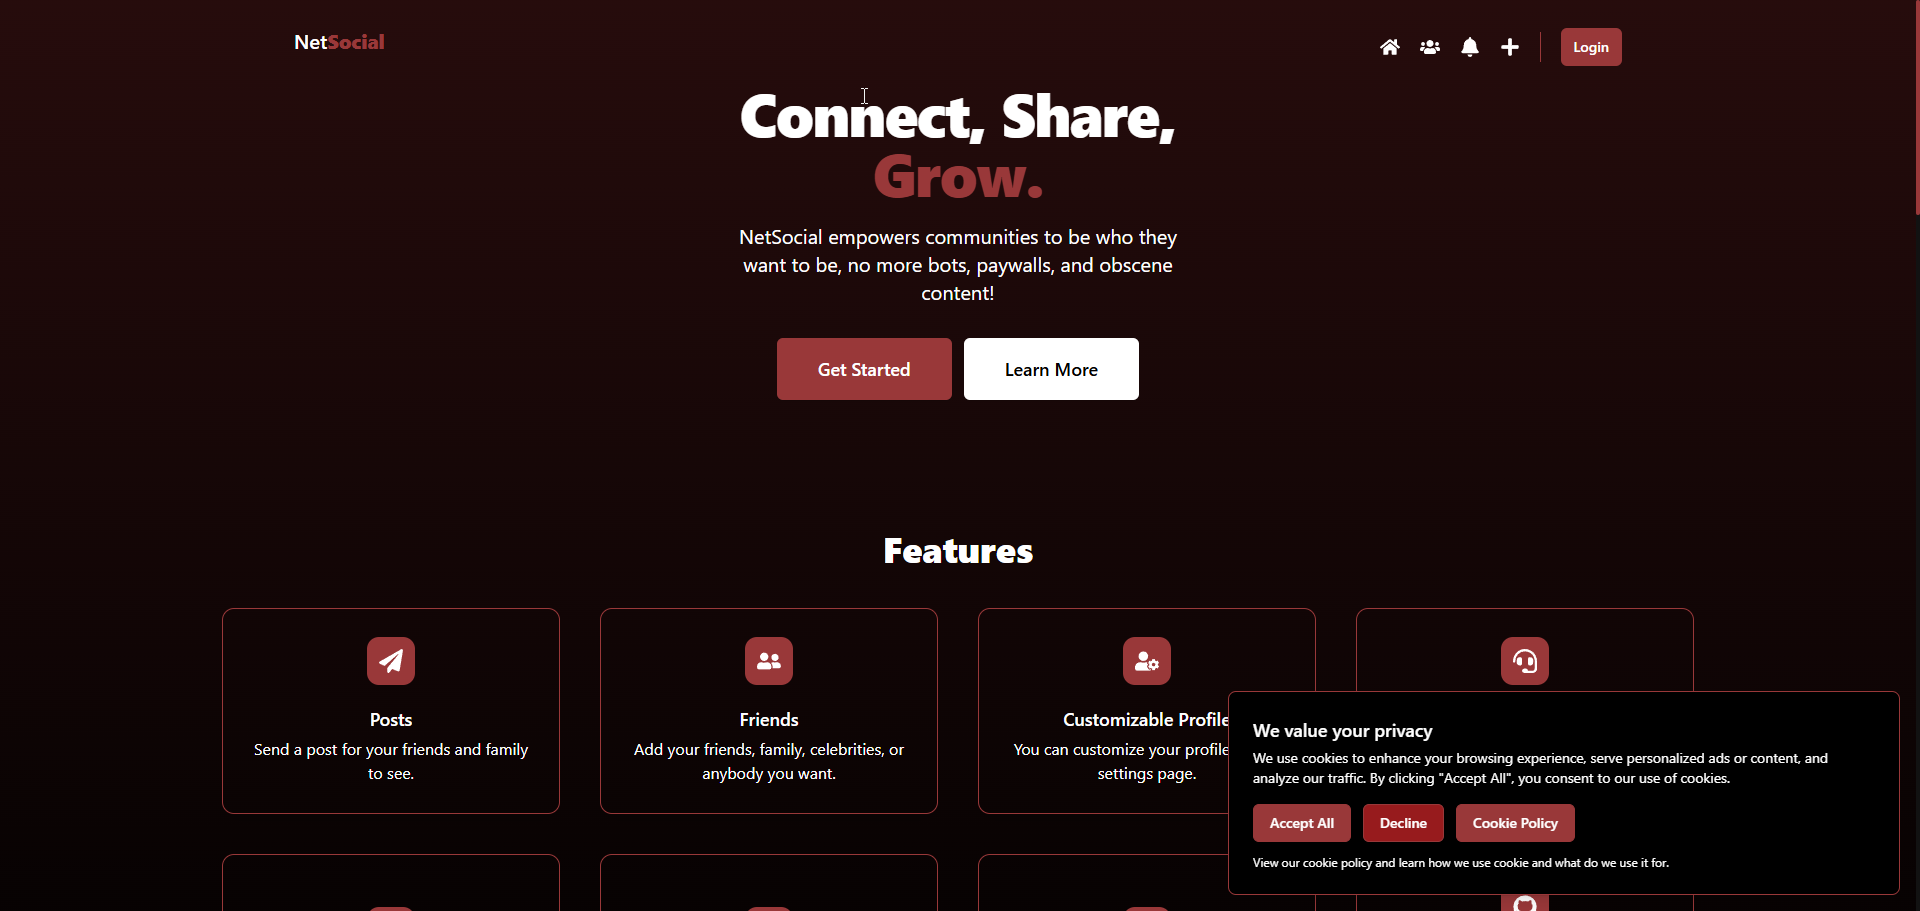 NetSocial
Login
Connect, Share,
Grow.
NetSocial empowers communities to be who they
want to be, no more bots, paywalls, and obscene
content!
Get Started
Learn More
Features
Posts
Send a post for your friends and family
to see.
Friends
Add your friends, family, celebrities, or
anybody you want.
Customizable Profile
You can customize your profile
settings page.
We value your privacy
We use cookies to enhance your browsing experience, serve personalized ads or content, and
analyze our traffic. By clicking "Accept All", you consent to our use of cookies.
Accept All
Decline
Cookie Policy
View our cookie policy and learn how we use cookie and what do we use it for.